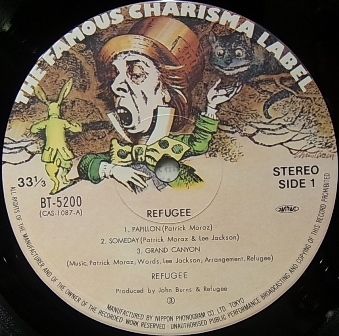 THE FAMOUS CHARISMA LABEL
33⅓
BT-5200
(CAS-1087-A)
STEREO
SIDE 1
REFUGEE
1. PAPILLON (Patrick Moraz)
2. SOMEDAY (Patrick Moraz & Lee Jackson)
3. GRAND CANYON
(Music, Patrick Moraz, Words, Lee Jackson, Arrangement, Refugee)
REFUGEE
Produced by John Burns & Refugee
③
MANUFACTURED BY NIPPON PHONOGRAM CO. LTD. TOKYO
ALL RIGHTS OF THE MANUFACTURER AND OF THE OWNER OF THE RECORDED WORK RESERVED · UNAUTHORISED PUBLIC PERFORMANCE, BROADCASTING AND COPYING OF THIS RECORD PROHIBITED